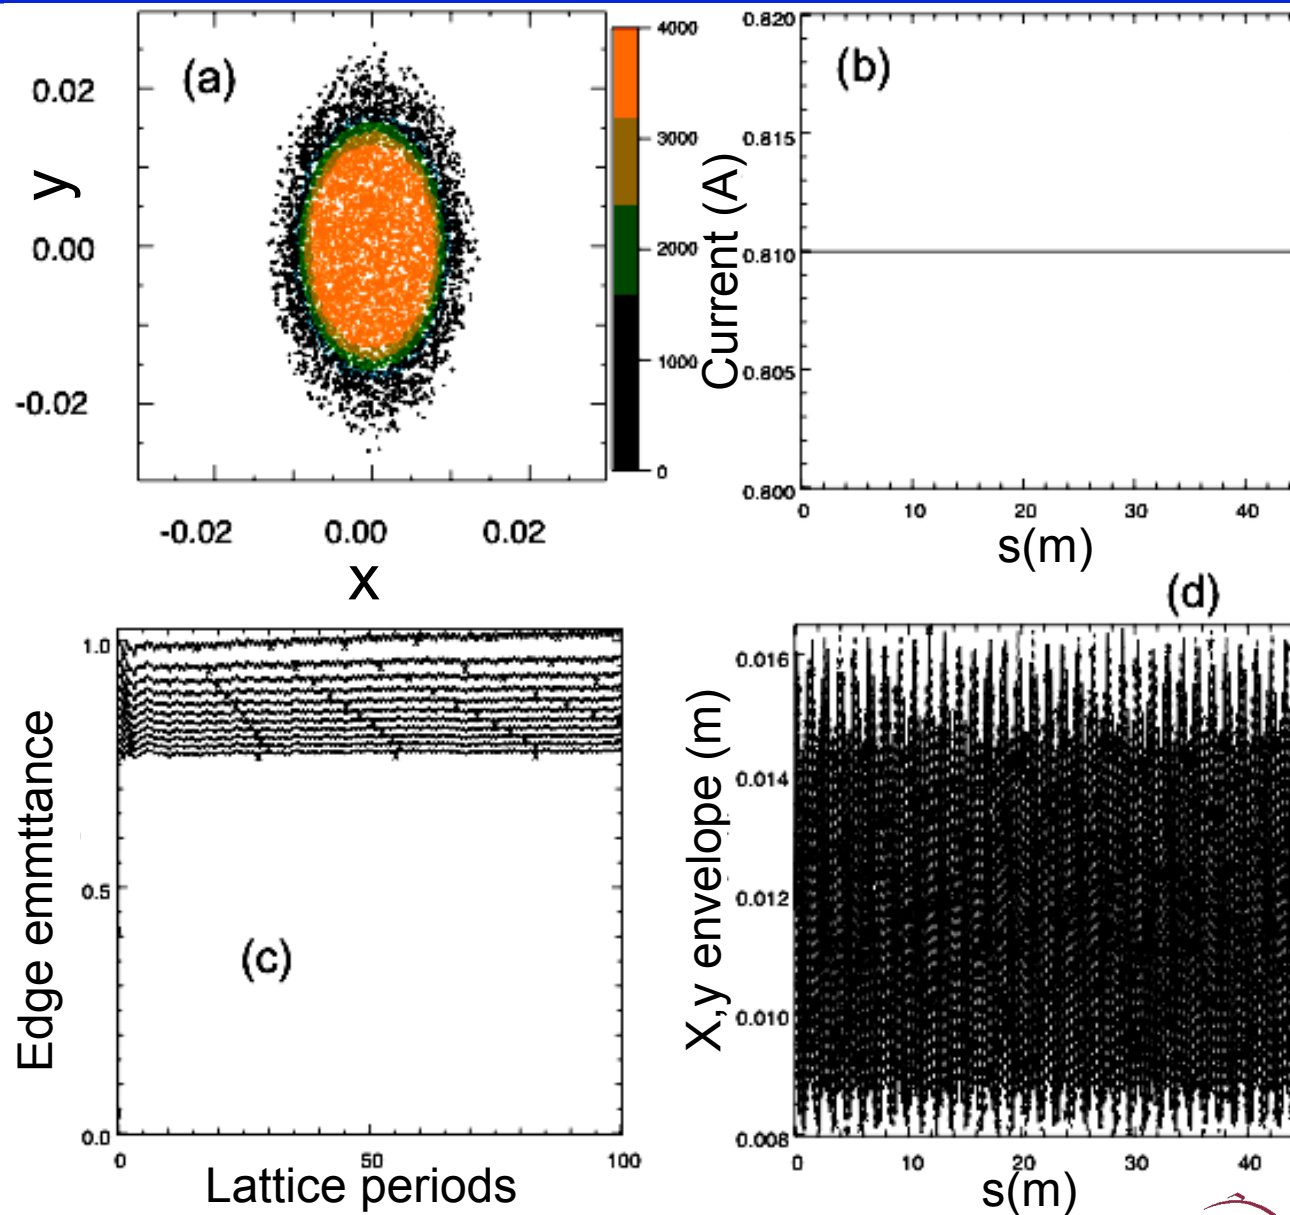 (a)
y
0.02
0.00
-0.02
-0.02 0.00 0.02
x
4000
3000
2000
1000
0
(b)
Current (A)
0.820
0.815
0.810
0.805
0.800
0 10 20 30 40
s(m)
(c)
Edge emmttance
1.0
0.5
0.0
0 50 100
Lattice periods
(d)
X,y envelope (m)
0.016
0.014
0.012
0.010
0.008
0 10 20 30 40
s(m)